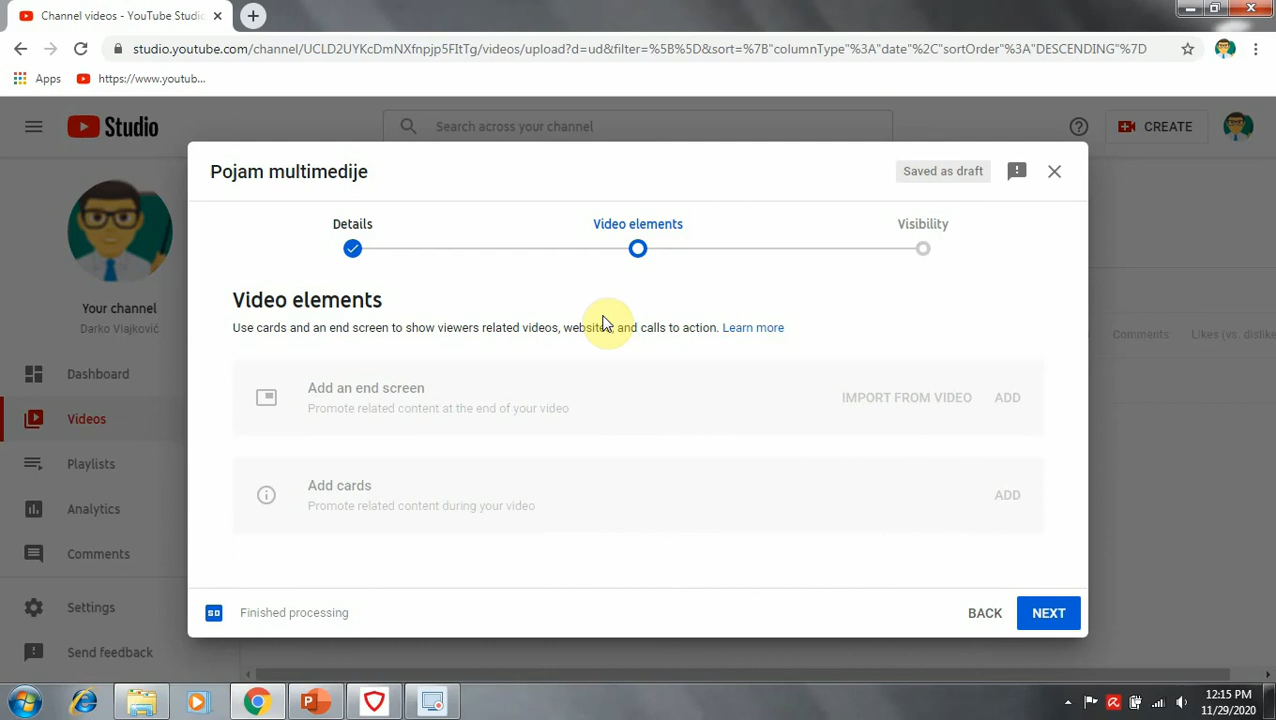 Channel videos - YouTube Studio
studio.youtube.com/channel/UCLD2UYKcDmNXfnpjp5FItTg/videos/upload?d=ud&filter=%5B%5D&sort=%7B"columnType"%3A"date"%2C"sortOrder"%3A"DESCENDING"%7D
Apps
https://www.youtub...
Studio
Search across your channel
CREATE
Pojam multimedije
Saved as draft
Details
Video elements
Visibility
Your channel
Darko Vlajković
Video elements
Use cards and an end screen to show viewers related videos, websites, and calls to action. Learn more
Comments
Likes (vs. dislike
Dashboard
Add an end screen
Promote related content at the end of your video
IMPORT FROM VIDEO
ADD
Videos
Playlists
Add cards
Promote related content during your video
ADD
Analytics
Comments
Settings
SD
Finished processing
BACK
NEXT
Send feedback
12:15 PM
11/29/2020